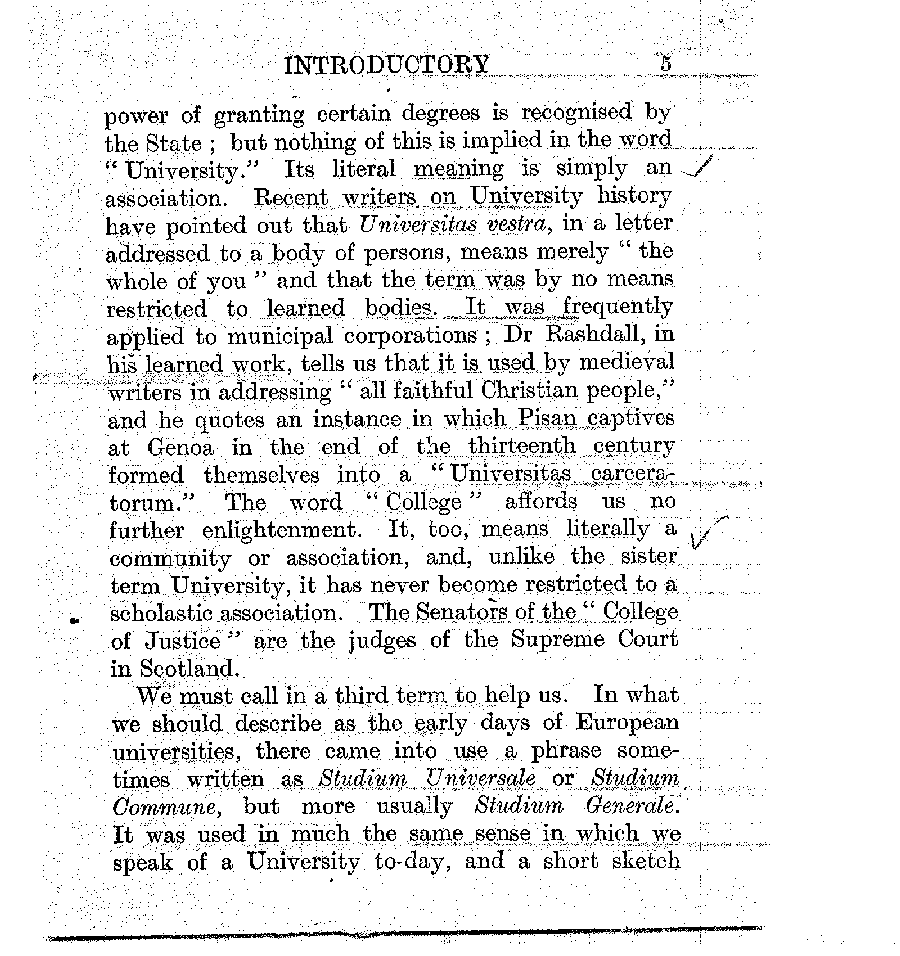 INTRODUCTORY 5
power of granting certain degrees is recognised by
the State ; but nothing of this is implied in the word
“ University.” Its literal meaning is simply an
association. Recent writers on University history
have pointed out that Universitas vestra, in a letter
addressed to a body of persons, means merely “ the
whole of you ” and that the term was by no means
restricted to learned bodies. It was frequently
applied to municipal corporations ; Dr Rashdall, in
his learned work, tells us that it is used by medieval
writers in addressing “ all faithful Christian people,”
and he quotes an instance in which Pisan captives
at Genoa in the end of the thirteenth century
formed themselves into a “ Universitas carcera-
torum.” The word “ College ” affords us no
further enlightenment. It, too, means literally a
community or association, and, unlike the sister
term University, it has never become restricted to a
scholastic association. The Senators of the “ College
of Justice ” are the judges of the Supreme Court
in Scotland.
We must call in a third term to help us. In what
we should describe as the early days of European
universities, there came into use a phrase some-
times written as Studium Universale or Studium
Commune, but more usually Studium Generale.
It was used in much the same sense in which we
speak of a University to-day, and a short sketch